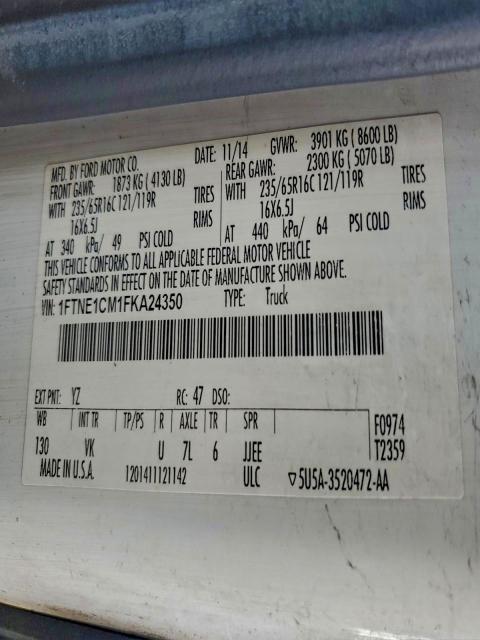 MFD. BY FORD MOTOR CO. DATE: 11/14 GVWR: 3901 KG ( 8600 LB)
FRONT GAWR: 1873 KG ( 4130 LB) REAR GAWR: 2300 KG ( 5070 LB)
WITH 235/65R16C 121/119R TIRES WITH 235/65R16C 121/119R TIRES
16X6.5J RIMS 16X6.5J RIMS
AT 340 kPa/ 49 PSI COLD AT 440 kPa/ 64 PSI COLD
THIS VEHICLE CONFORMS TO ALL APPLICABLE FEDERAL MOTOR VEHICLE
SAFETY STANDARDS IN EFFECT ON THE DATE OF MANUFACTURE SHOWN ABOVE.
VIN: 1FTNE1CM1FKA24350 TYPE: Truck
EXT PNT: YZ RC: 47 DSO:
WB INT TR TP/PS R AXLE TR SPR F0974
130 VK U 7L 6 JJEE T2359
MADE IN U.S.A. 1201411121142 ULC ▽5U5A-3520472-AA